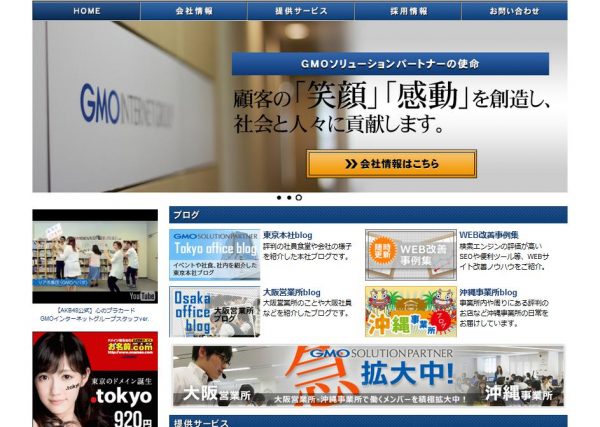 HOME
会社情報
提供サービス
採用情報
お問い合わせ
GMO INTERNET GROUP
GMOソリューションパートナーの使命
顧客の「笑顔」「感動」を創造し、
社会と人々に貢献します。
会社情報はこちら
YouTube
【AKB48公式】心のプラカード
GMOインターネットグループスタッフver.
お名前.com
東京のドメイン誕生
.tokyo
920円
ブログ
GMO SOLUTIONPARTNER
Tokyo office blog
イベントや社食、社内を紹介した
東京本社ブログ
東京本社blog
評判の社員食堂や会社の様子
を紹介した本社ブログです。
随時更新
WEB改善
事例集
WEB改善事例集
検索エンジンの評価が高い
SEOや便利ツール等、WEBサ
イト改善ノウハウをご紹介。
Osaka
office
blog
大阪営業所
ブログ
大阪営業所blog
大阪営業所のことや大阪社員
などを紹介したブログです。
沖縄事業所
沖縄事業所blog
事業所内や周りにある評判の
お店など沖縄事業所の日常を
お届けしています。
GMO SOLUTIONPARTNER
急拡大中!
大阪営業所
大阪営業所・沖縄事業所で働くメンバーを積極拡大中!
沖縄事業所
提供サービス